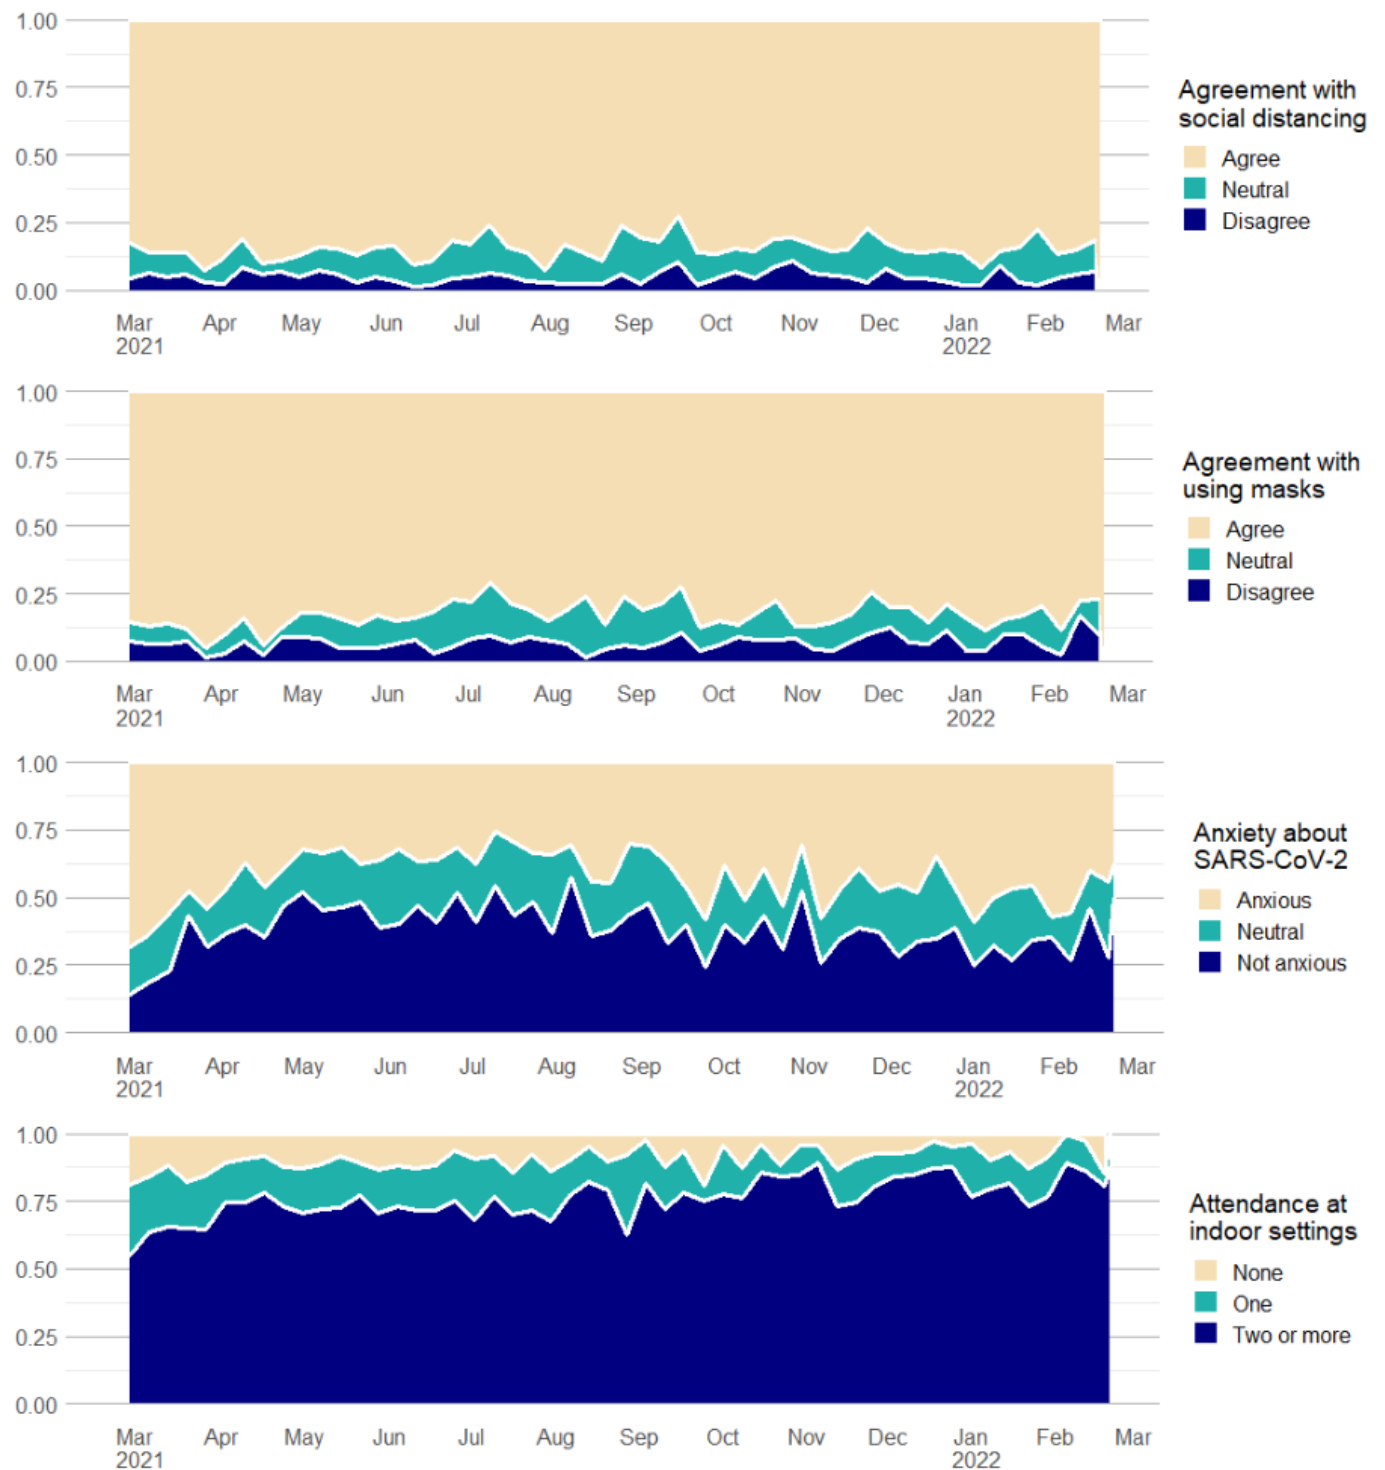 1.00
0.75
0.50
0.25
0.00
Mar Apr May Jun Jul Aug Sep Oct Nov Dec Jan Feb Mar
2021 2022
Agreement with
social distancing
Agree
Neutral
Disagree
1.00
0.75
0.50
0.25
0.00
Mar Apr May Jun Jul Aug Sep Oct Nov Dec Jan Feb Mar
2021 2022
Agreement with
using masks
Agree
Neutral
Disagree
1.00
0.75
0.50
0.25
0.00
Mar Apr May Jun Jul Aug Sep Oct Nov Dec Jan Feb Mar
2021 2022
Anxiety about
SARS-CoV-2
Anxious
Neutral
Not anxious
1.00
0.75
0.50
0.25
0.00
Mar Apr May Jun Jul Aug Sep Oct Nov Dec Jan Feb Mar
2021 2022
Attendance at
indoor settings
None
One
Two or more